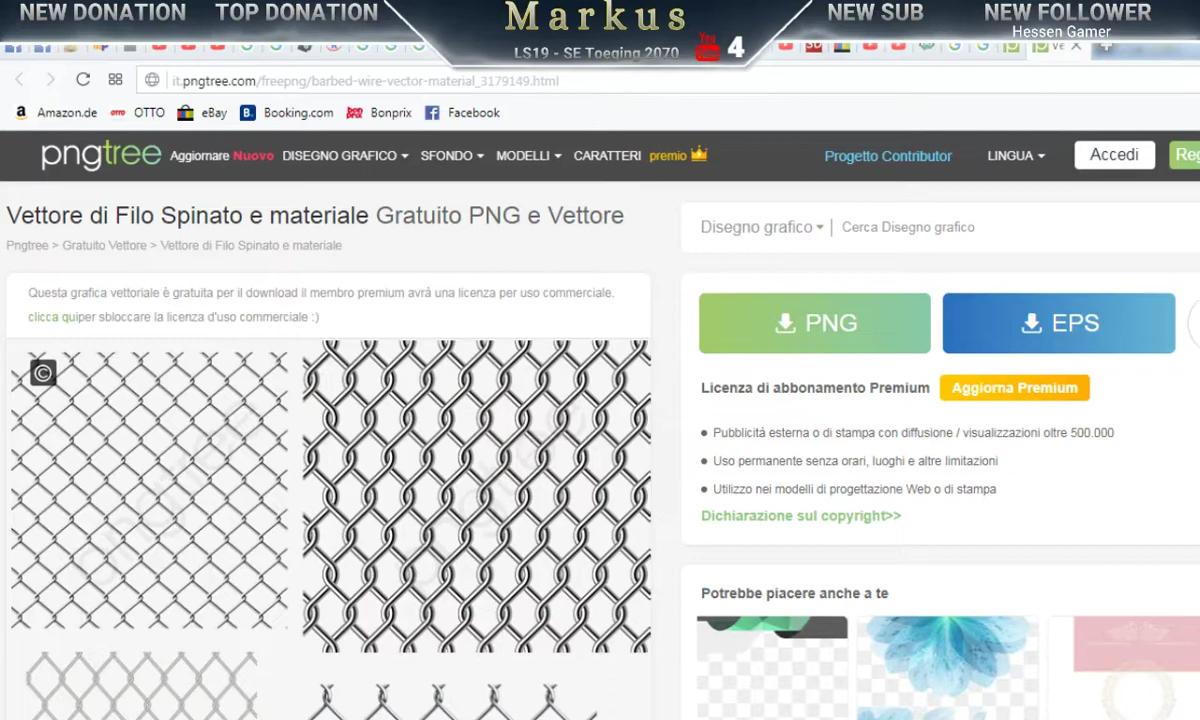 NEW DONATION TOP DONATION Markus NEW SUB NEW FOLLOWER
LS19 - SE Toeging 2070 You Tube 4 Hessen Gamer
it.pngtree.com/freepng/barbed-wire-vector-material_3179149.html
a Amazon.de OTTO OTTO eBay B. Booking.com Bonprix f Facebook
pngtree Aggiornare Nuovo DISEGNO GRAFICO SFONDO MODELLI CARATTERI premio Progetto Contributor LINGUA Accedi Reg
Vettore di Filo Spinato e materiale Gratuito PNG e Vettore
Pngtree > Gratuito Vettore > Vettore di Filo Spinato e materiale
Disegno grafico | Cerca Disegno grafico
Questa grafica vettoriale è gratuita per il download il membro premium avrà una licenza per uso commerciale.
clicca quiper sbloccare la licenza d'uso commerciale :)
©
pngtree
PNG EPS
Licenza di abbonamento Premium Aggiorna Premium
● Pubblicità esterna o di stampa con diffusione / visualizzazioni oltre 500.000
● Uso permanente senza orari, luoghi e altre limitazioni
● Utilizzo nei modelli di progettazione Web o di stampa
Dichiarazione sul copyright>>
Potrebbe piacere anche a te